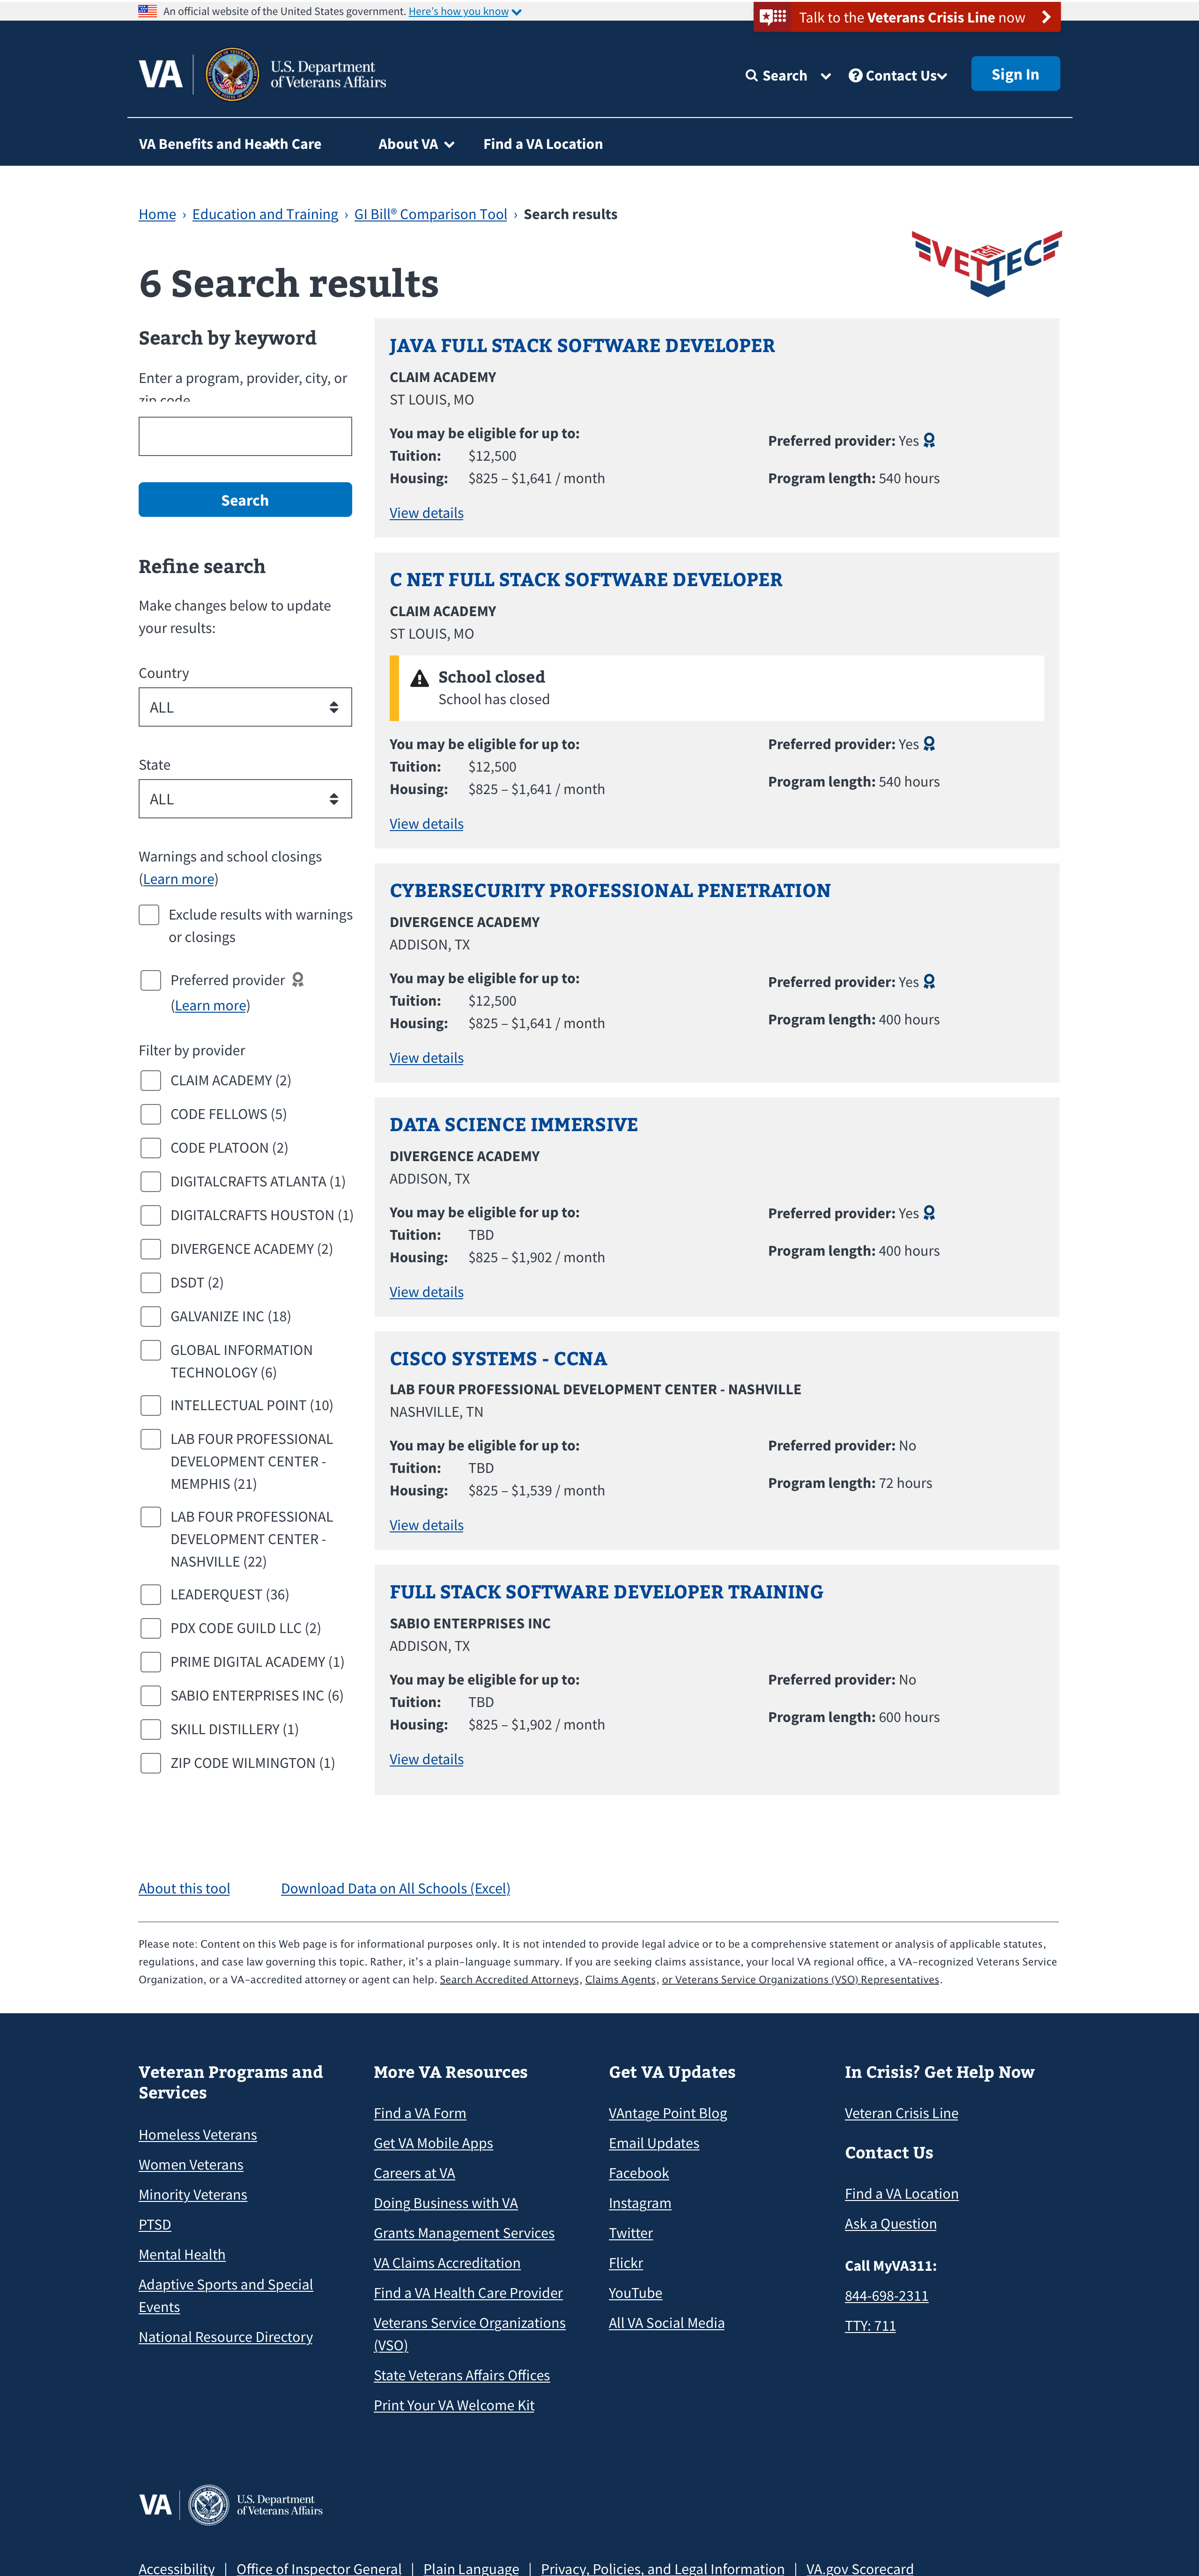 An official website of the United States government. Here's how you know
Talk to the Veterans Crisis Line now
VA
U.S. Department
of Veterans Affairs
Search
Contact Us
Sign In
VA Benefits and Health Care
About VA
Find a VA Location
Home › Education and Training › GI Bill® Comparison Tool › Search results
VET TEC
6 Search results
Search by keyword
Enter a program, provider, city, or
zip code
Search
Refine search
Make changes below to update
your results:
Country
ALL
State
ALL
Warnings and school closings
(Learn more)
Exclude results with warnings
or closings
Preferred provider
(Learn more)
Filter by provider
CLAIM ACADEMY (2)
CODE FELLOWS (5)
CODE PLATOON (2)
DIGITALCRAFTS ATLANTA (1)
DIGITALCRAFTS HOUSTON (1)
DIVERGENCE ACADEMY (2)
DSDT (2)
GALVANIZE INC (18)
GLOBAL INFORMATION
TECHNOLOGY (6)
INTELLECTUAL POINT (10)
LAB FOUR PROFESSIONAL
DEVELOPMENT CENTER -
MEMPHIS (21)
LAB FOUR PROFESSIONAL
DEVELOPMENT CENTER -
NASHVILLE (22)
LEADERQUEST (36)
PDX CODE GUILD LLC (2)
PRIME DIGITAL ACADEMY (1)
SABIO ENTERPRISES INC (6)
SKILL DISTILLERY (1)
ZIP CODE WILMINGTON (1)
JAVA FULL STACK SOFTWARE DEVELOPER
CLAIM ACADEMY
ST LOUIS, MO
You may be eligible for up to:
Tuition: $12,500
Housing: $825 – $1,641 / month
Preferred provider: Yes
Program length: 540 hours
View details
C NET FULL STACK SOFTWARE DEVELOPER
CLAIM ACADEMY
ST LOUIS, MO
School closed
School has closed
You may be eligible for up to:
Tuition: $12,500
Housing: $825 – $1,641 / month
Preferred provider: Yes
Program length: 540 hours
View details
CYBERSECURITY PROFESSIONAL PENETRATION
DIVERGENCE ACADEMY
ADDISON, TX
You may be eligible for up to:
Tuition: $12,500
Housing: $825 – $1,641 / month
Preferred provider: Yes
Program length: 400 hours
View details
DATA SCIENCE IMMERSIVE
DIVERGENCE ACADEMY
ADDISON, TX
You may be eligible for up to:
Tuition: TBD
Housing: $825 – $1,902 / month
Preferred provider: Yes
Program length: 400 hours
View details
CISCO SYSTEMS - CCNA
LAB FOUR PROFESSIONAL DEVELOPMENT CENTER - NASHVILLE
NASHVILLE, TN
You may be eligible for up to:
Tuition: TBD
Housing: $825 – $1,539 / month
Preferred provider: No
Program length: 72 hours
View details
FULL STACK SOFTWARE DEVELOPER TRAINING
SABIO ENTERPRISES INC
ADDISON, TX
You may be eligible for up to:
Tuition: TBD
Housing: $825 – $1,902 / month
Preferred provider: No
Program length: 600 hours
View details
About this tool
Download Data on All Schools (Excel)
Please note: Content on this Web page is for informational purposes only. It is not intended to provide legal advice or to be a comprehensive statement or analysis of applicable statutes,
regulations, and case law governing this topic. Rather, it's a plain-language summary. If you are seeking claims assistance, your local VA regional office, a VA-recognized Veterans Service
Organization, or a VA-accredited attorney or agent can help. Search Accredited Attorneys, Claims Agents, or Veterans Service Organizations (VSO) Representatives.
Veteran Programs and
Services
Homeless Veterans
Women Veterans
Minority Veterans
PTSD
Mental Health
Adaptive Sports and Special
Events
National Resource Directory
More VA Resources
Find a VA Form
Get VA Mobile Apps
Careers at VA
Doing Business with VA
Grants Management Services
VA Claims Accreditation
Find a VA Health Care Provider
Veterans Service Organizations
(VSO)
State Veterans Affairs Offices
Print Your VA Welcome Kit
Get VA Updates
VAntage Point Blog
Email Updates
Facebook
Instagram
Twitter
Flickr
YouTube
All VA Social Media
In Crisis? Get Help Now
Veteran Crisis Line
Contact Us
Find a VA Location
Ask a Question
Call MyVA311:
844-698-2311
TTY: 711
VA
U.S. Department
of Veterans Affairs
Accessibility | Office of Inspector General | Plain Language | Privacy, Policies, and Legal Information | VA.gov Scorecard